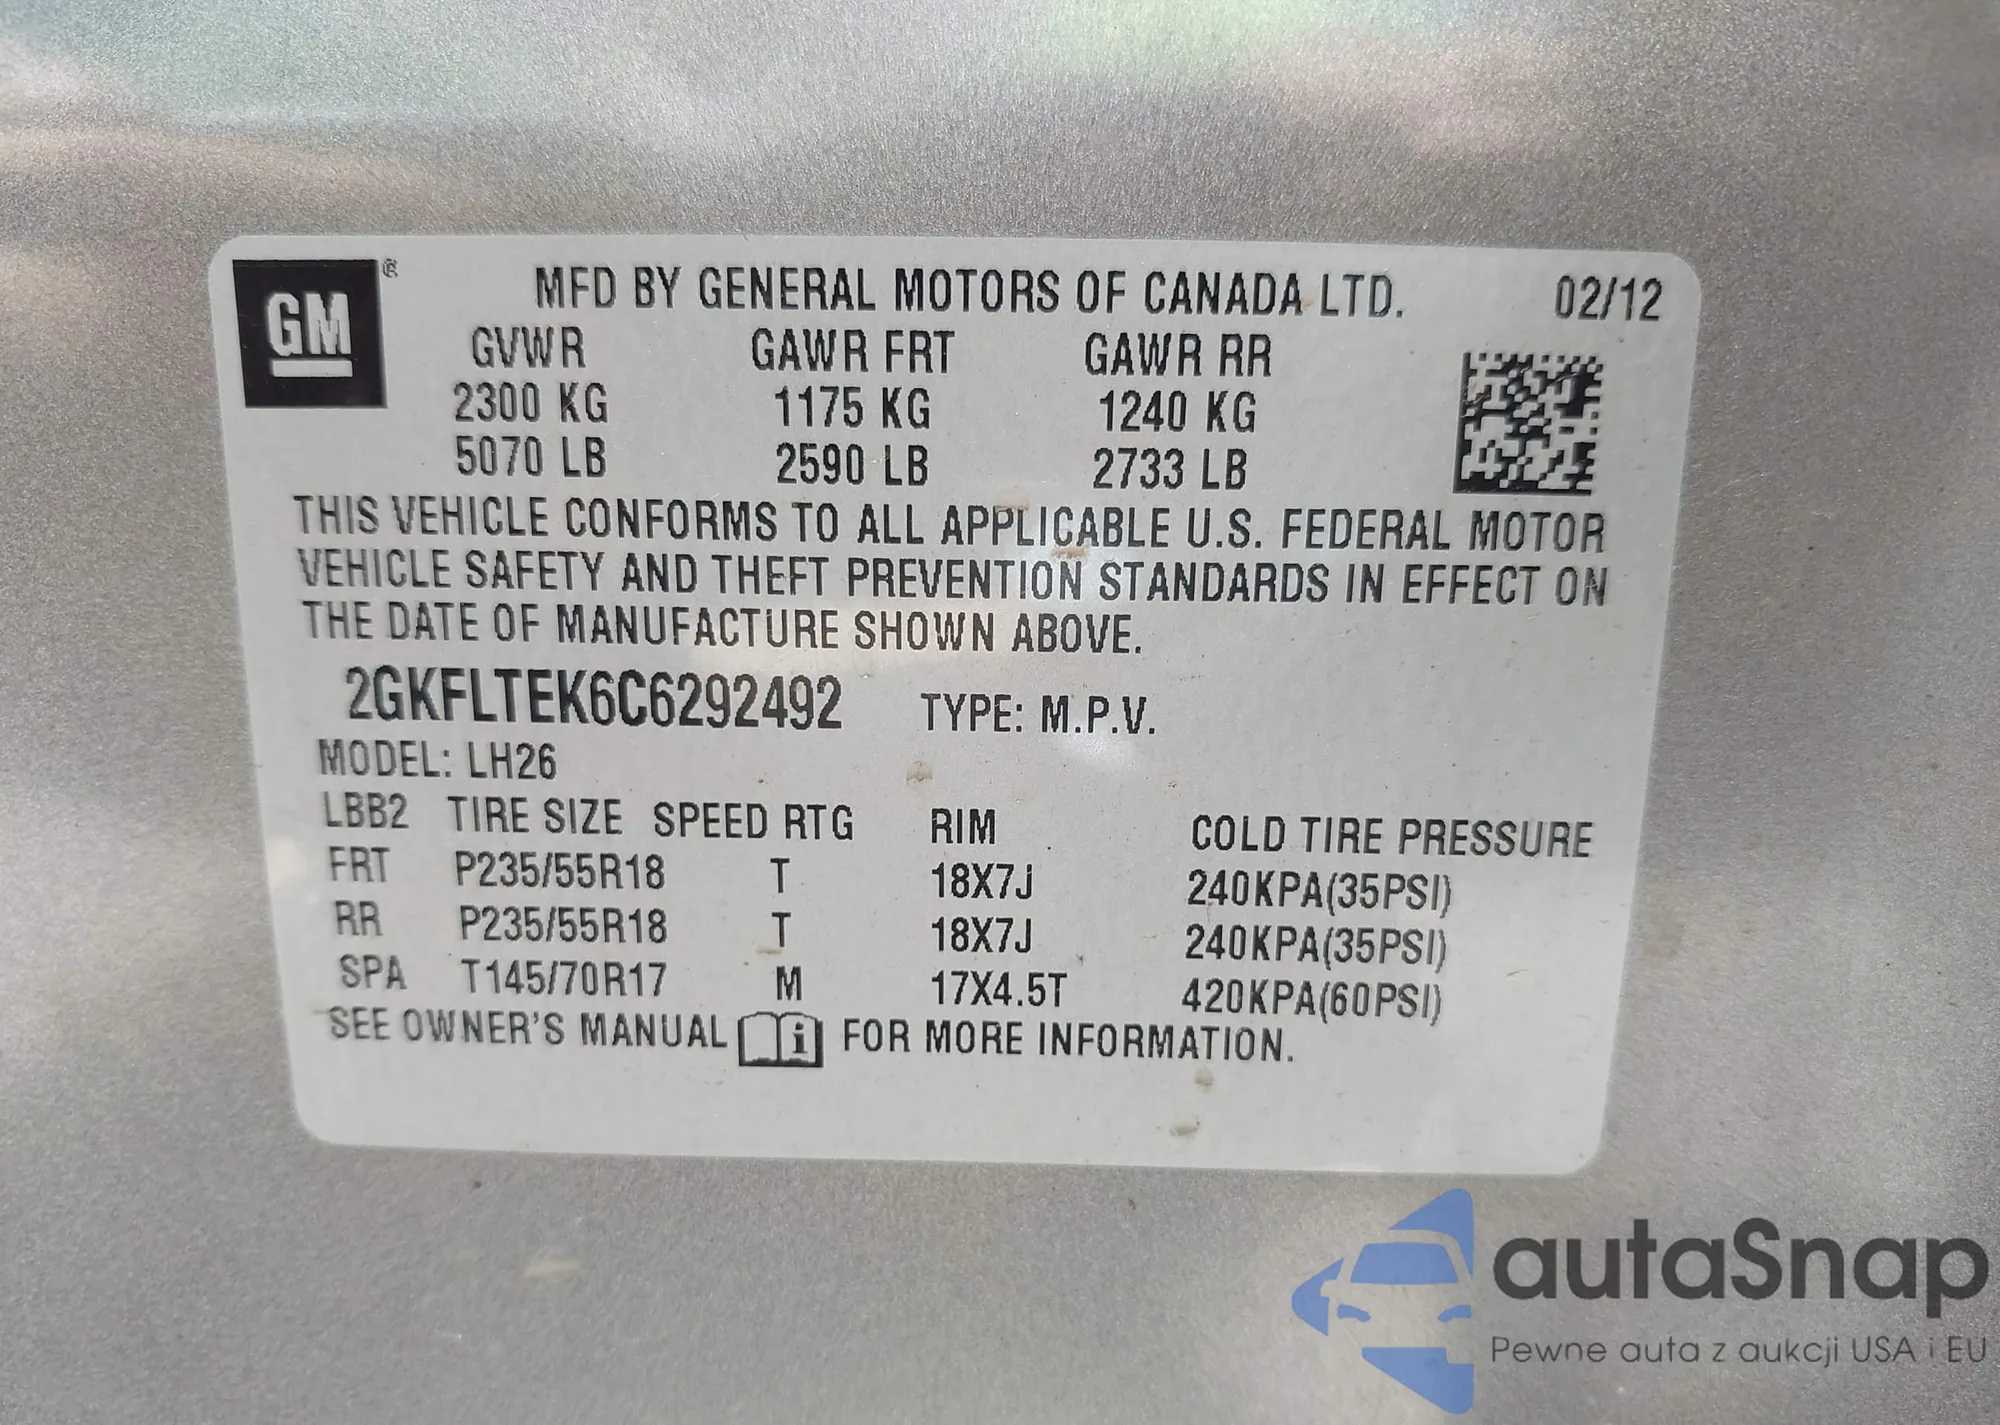 GM ® MFD BY GENERAL MOTORS OF CANADA LTD. 02/12
GVWR GAWR FRT GAWR RR
2300 KG 1175 KG 1240 KG
5070 LB 2590 LB 2733 LB
THIS VEHICLE CONFORMS TO ALL APPLICABLE U.S. FEDERAL MOTOR
VEHICLE SAFETY AND THEFT PREVENTION STANDARDS IN EFFECT ON
THE DATE OF MANUFACTURE SHOWN ABOVE.
2GKFLTEK6C6292492 TYPE: M.P.V.
MODEL: LH26
LBB2 TIRE SIZE SPEED RTG RIM COLD TIRE PRESSURE
FRT P235/55R18 T 18X7J 240KPA(35PSI)
RR P235/55R18 T 18X7J 240KPA(35PSI)
SPA T145/70R17 M 17X4.5T 420KPA(60PSI)
SEE OWNER'S MANUAL i FOR MORE INFORMATION.
autaSnap
Pewne auta z aukcji USA i EU